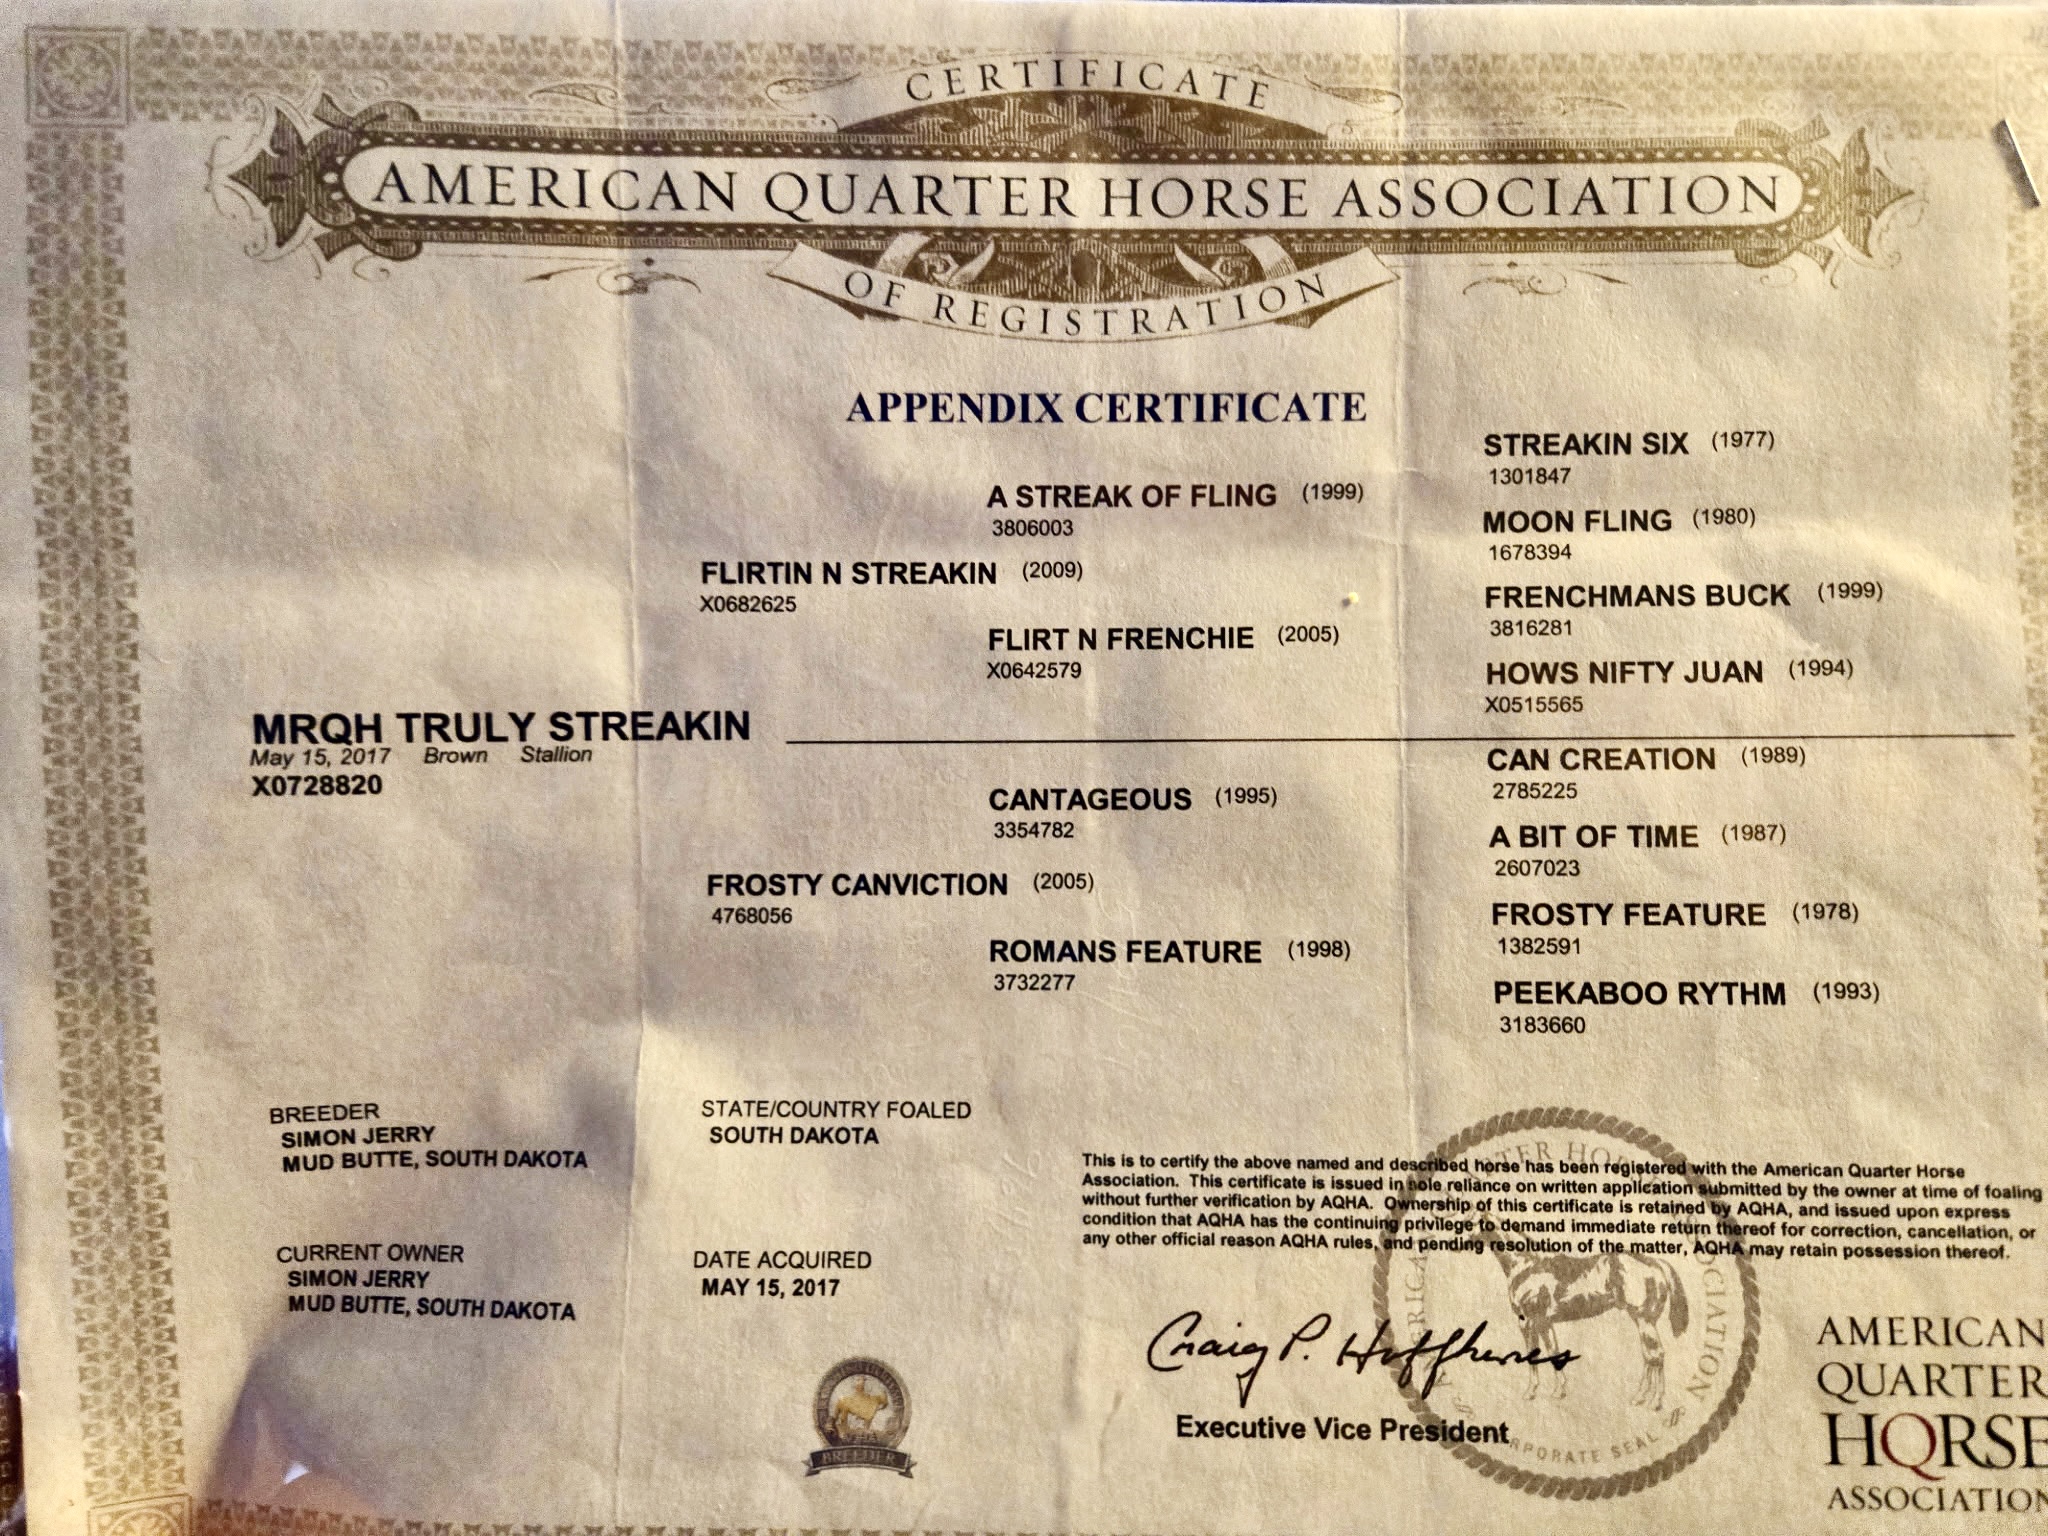 CERTIFICATE
AMERICAN QUARTER HORSE ASSOCIATION
OF REGISTRATION
APPENDIX CERTIFICATE
STREAKIN SIX (1977)
1301847
A STREAK OF FLING (1999)
3806003
MOON FLING (1980)
1678394
FLIRTIN N STREAKIN (2009)
X0682625
FRENCHMANS BUCK (1999)
3816281
FLIRT N FRENCHIE (2005)
X0642579
HOWS NIFTY JUAN (1994)
X0515565
MRQH TRULY STREAKIN
May 15, 2017 Brown Stallion
X0728820
CAN CREATION (1989)
2785225
CANTAGEOUS (1995)
3354782
A BIT OF TIME (1987)
2607023
FROSTY CANVICTION (2005)
4768056
FROSTY FEATURE (1978)
1382591
ROMANS FEATURE (1998)
3732277
PEEKABOO RYTHM (1993)
3183660
BREEDER
SIMON JERRY
MUD BUTTE, SOUTH DAKOTA
STATE/COUNTRY FOALED
SOUTH DAKOTA
CURRENT OWNER
SIMON JERRY
MUD BUTTE, SOUTH DAKOTA
DATE ACQUIRED
MAY 15, 2017
This is to certify the above named and described horse has been registered with the American Quarter Horse
Association. This certificate is issued in sole reliance on written application submitted by the owner at time of foaling
without further verification by AQHA. Ownership of this certificate is retained by AQHA, and issued upon express
condition that AQHA has the continuing privilege to demand immediate return thereof for correction, cancellation, or
any other official reason AQHA rules, and pending resolution of the matter, AQHA may retain possession thereof.
Craig P. Huffhines
Executive Vice President
BREEDER
CORPORATE SEAL
AMERICAN
QUARTER
HORSE
ASSOCIATION